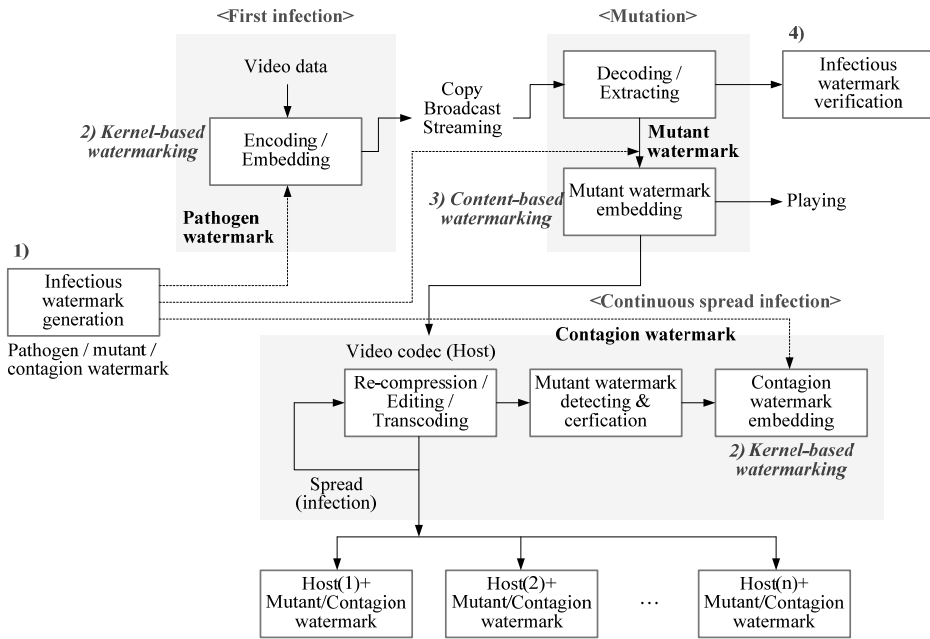 <First infection>
<Mutation>
4)
Video data
Copy
Broadcast
Streaming
Decoding /
Extracting
Infectious
watermark
verification
2) Kernel-based
watermarking
Encoding /
Embedding
Mutant
watermark
3) Content-based
watermarking
Mutant watermark
embedding
Playing
Pathogen
watermark
1)
Infectious
watermark
generation
Pathogen / mutant /
contagion watermark
<Continuous spread infection>
Contagion watermark
Video codec (Host)
Re-compression /
Editing /
Transcoding
Mutant watermark
detecting &
cerfication
Contagion
watermark
embedding
2) Kernel-based
watermarking
Spread
(infection)
Host(1)+
Mutant/Contagion
watermark
Host(2)+
Mutant/Contagion
watermark
...
Host(n)+
Mutant/Contagion
watermark